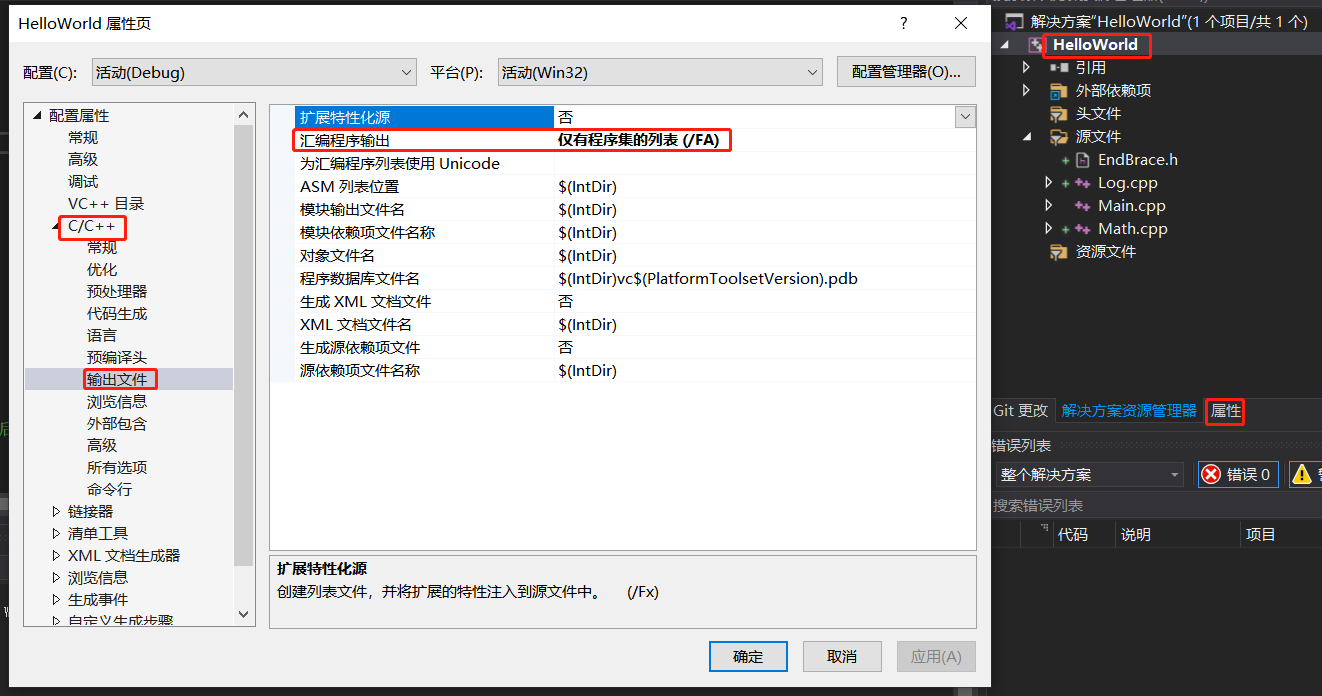 HelloWorld 属性页
?
配置(C):
活动(Debug)
平台(P):
活动(Win32)
配置管理器(O)...
配置属性
常规
高级
调试
VC++ 目录
C/C++
常规
优化
预处理器
代码生成
语言
预编译头
输出文件
浏览信息
外部包含
高级
所有选项
命令行
链接器
清单工具
XML 文档生成器
浏览信息
生成事件
自定义生成步骤
扩展特性化源 否
汇编程序输出 仅有程序集的列表 (/FA)
为汇编程序列表使用 Unicode
ASM 列表位置 $(IntDir)
模块输出文件名 $(IntDir)
模块依赖项文件名称 $(IntDir)
对象文件名 $(IntDir)
程序数据库文件名 $(IntDir)vc$(PlatformToolsetVersion).pdb
生成 XML 文档文件 否
XML 文档文件名 $(IntDir)
生成源依赖项文件 否
源依赖项文件名称 $(IntDir)
扩展特性化源
创建列表文件，并将扩展的特性注入到源文件中。 (/Fx)
确定
取消
应用(A)
解决方案"HelloWorld"(1 个项目/共 1 个)
HelloWorld
引用
外部依赖项
头文件
源文件
EndBrace.h
Log.cpp
Main.cpp
Math.cpp
资源文件
Git 更改
解决方案资源管理器
属性
错误列表
整个解决方案
错误 0
搜索错误列表
代码
说明
项目